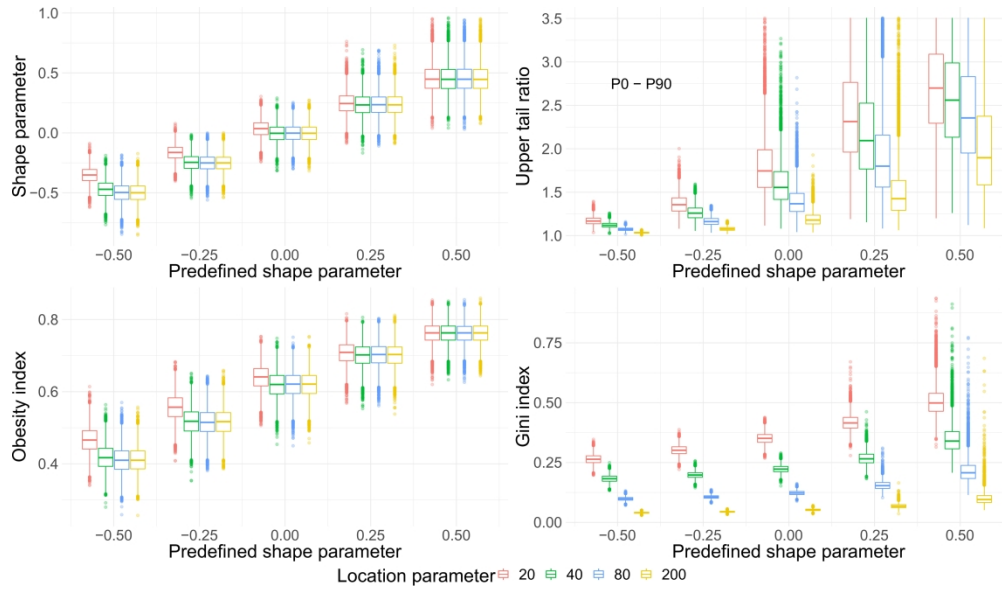 1.0
0.5
0.0
−0.5
Shape parameter
−0.50 −0.25 0.00 0.25 0.50
Predefined shape parameter
3.5
3.0
2.5
2.0
1.5
1.0
Upper tail ratio
P0 − P90
−0.50 −0.25 0.00 0.25 0.50
Predefined shape parameter
0.8
0.6
0.4
Obesity index
−0.50 −0.25 0.00 0.25 0.50
Predefined shape parameter
0.75
0.50
0.25
0.00
Gini index
−0.50 −0.25 0.00 0.25 0.50
Predefined shape parameter
Location parameter 20 40 80 200